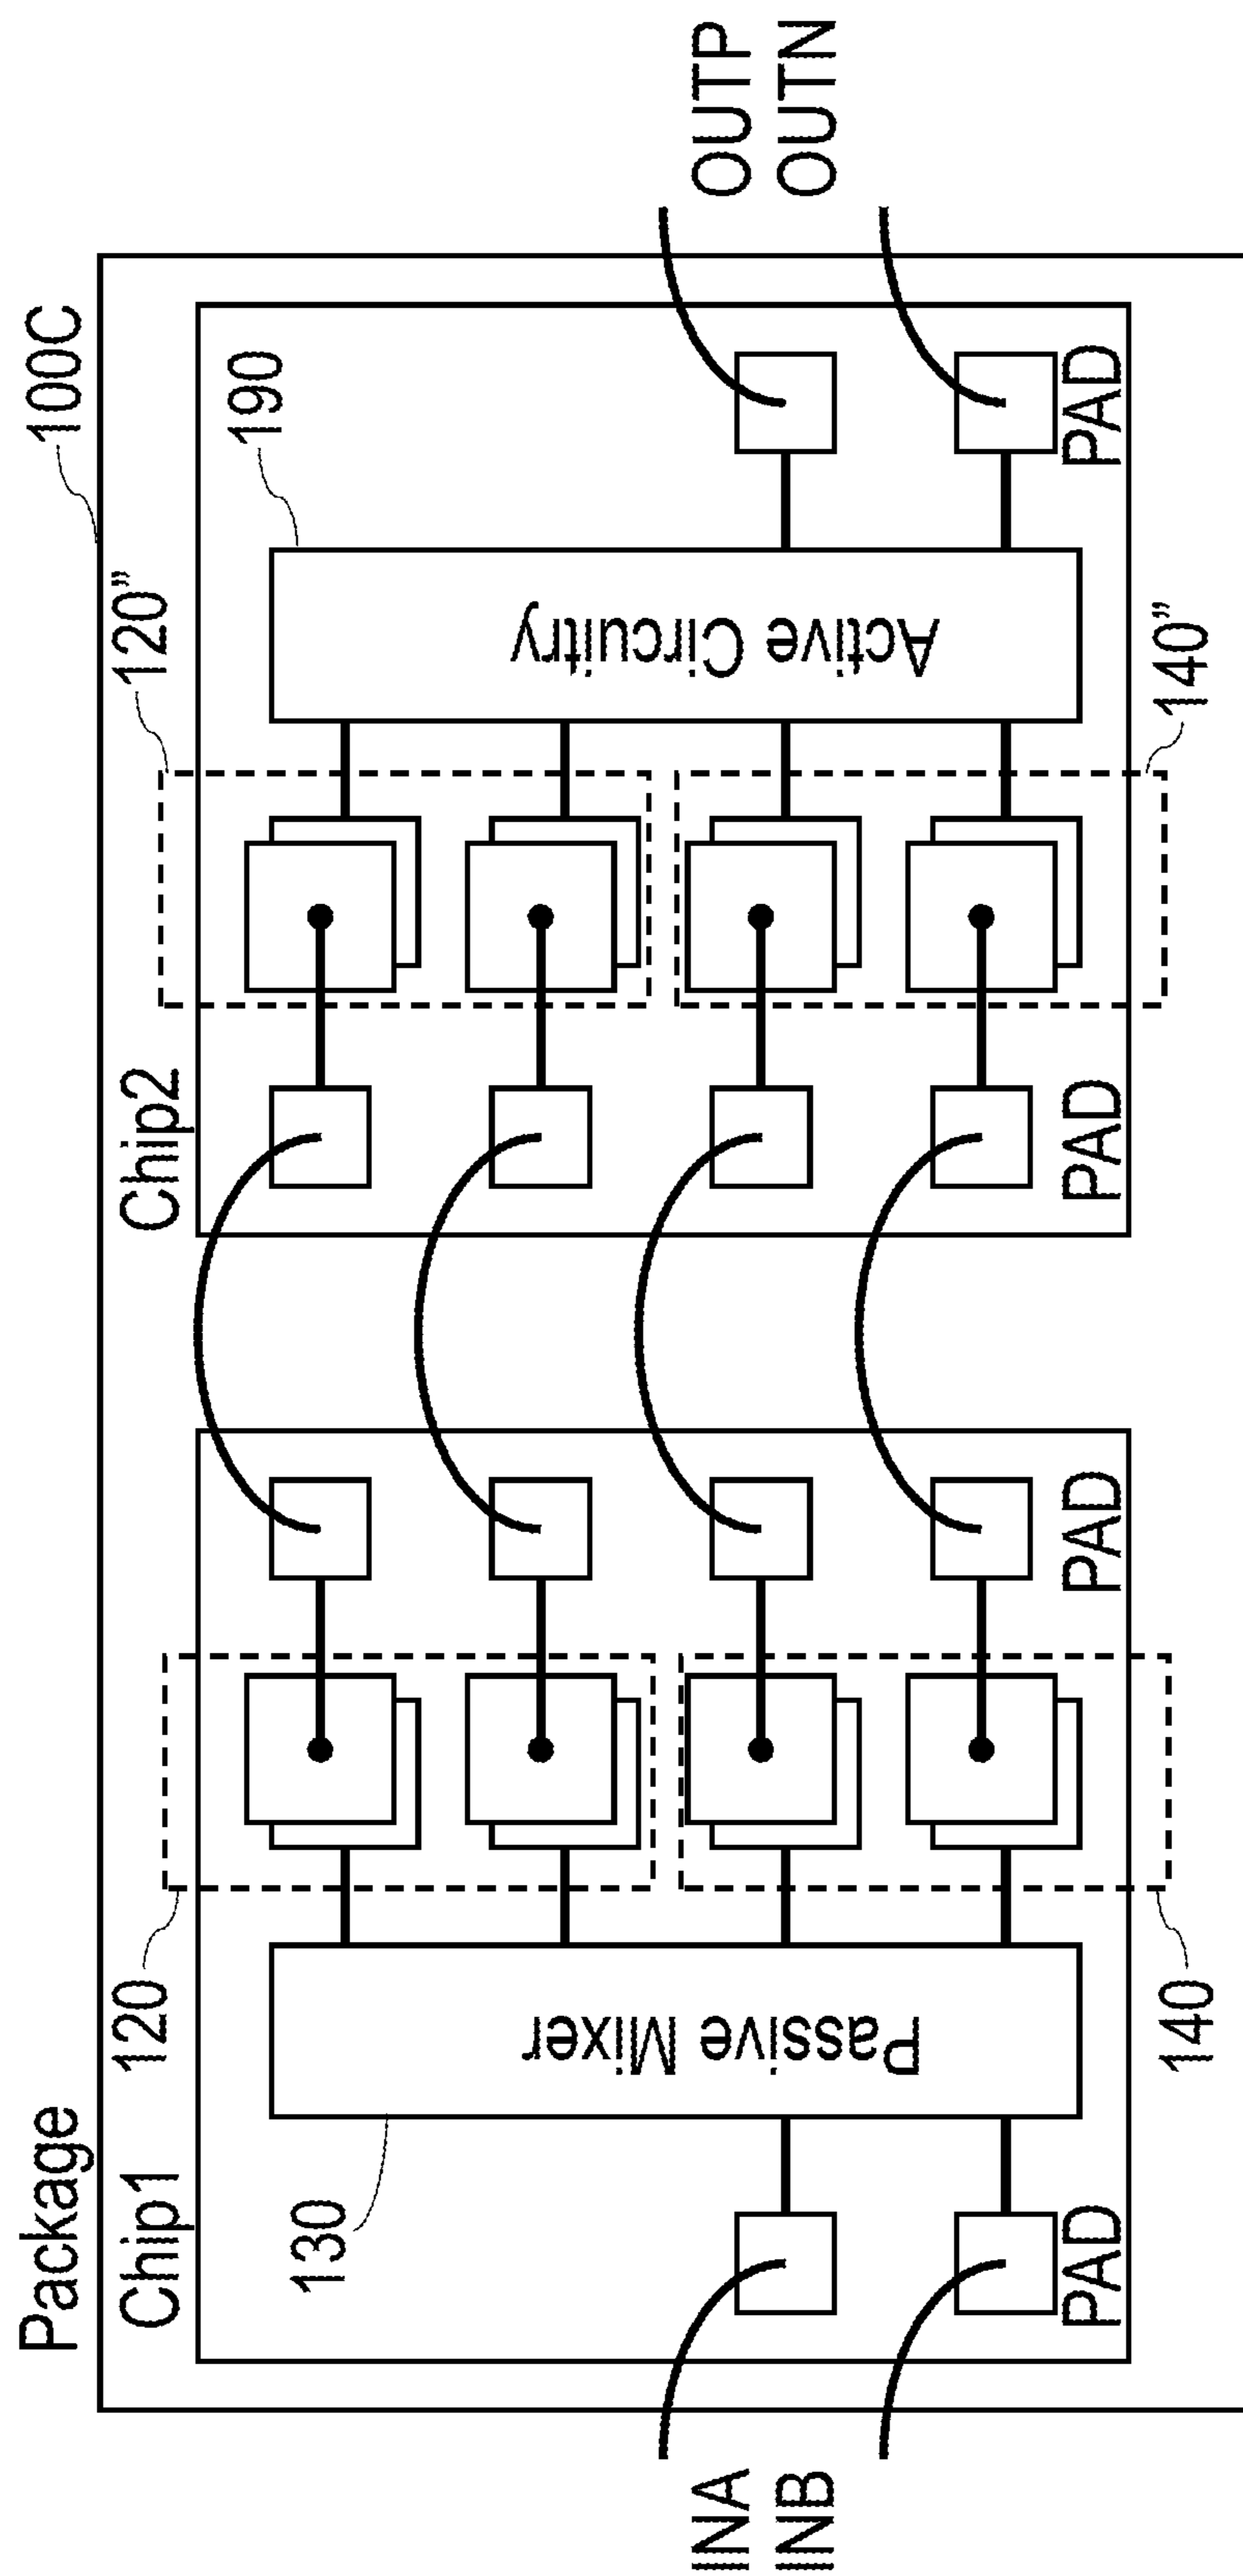 Package
100C
Chip1
Chip2
120
120”
130
190
Passive Mixer
Active Circuitry
INA
INB
OUTP
OUTN
PAD
PAD
PAD
PAD
140
140”